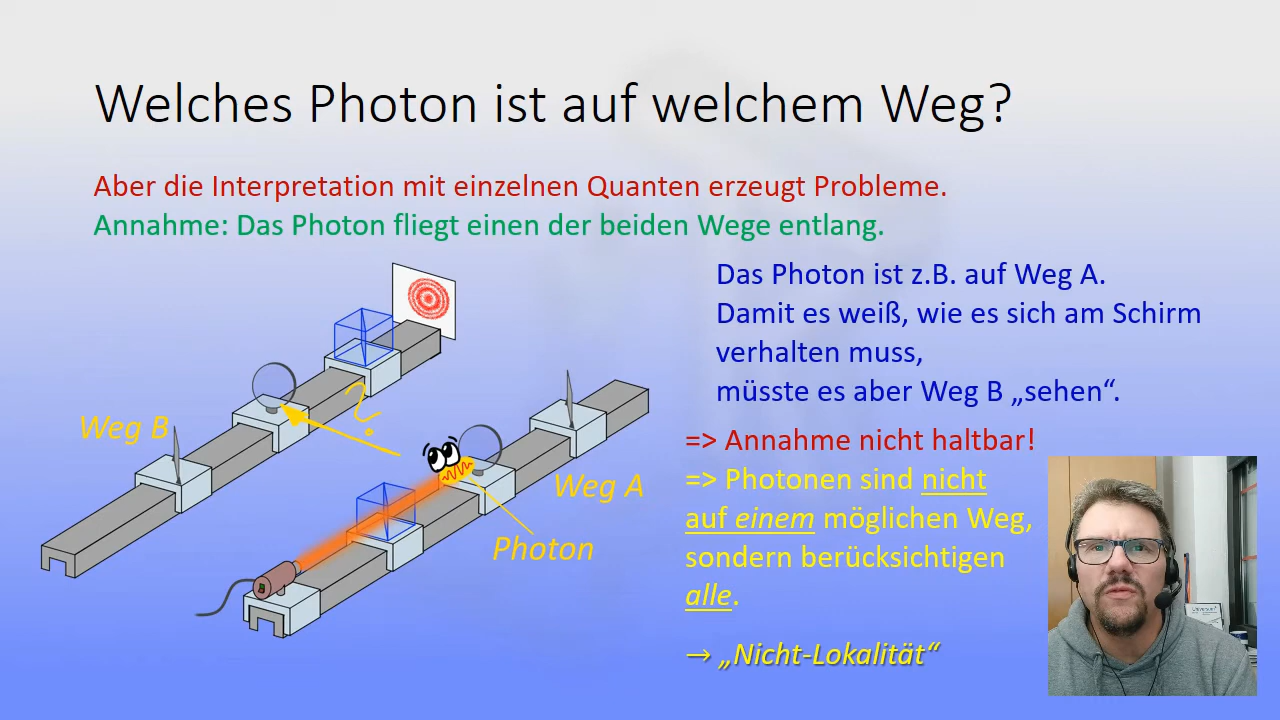 Welches Photon ist auf welchem Weg?
Aber die Interpretation mit einzelnen Quanten erzeugt Probleme.
Annahme: Das Photon fliegt einen der beiden Wege entlang.
Das Photon ist z.B. auf Weg A.
Damit es weiß, wie es sich am Schirm
verhalten muss,
müsste es aber Weg B „sehen“.
Weg B
?
Weg A
Photon
=> Annahme nicht haltbar!
=> Photonen sind nicht
auf einem möglichen Weg,
sondern berücksichtigen
alle.
→ „Nicht-Lokalität“